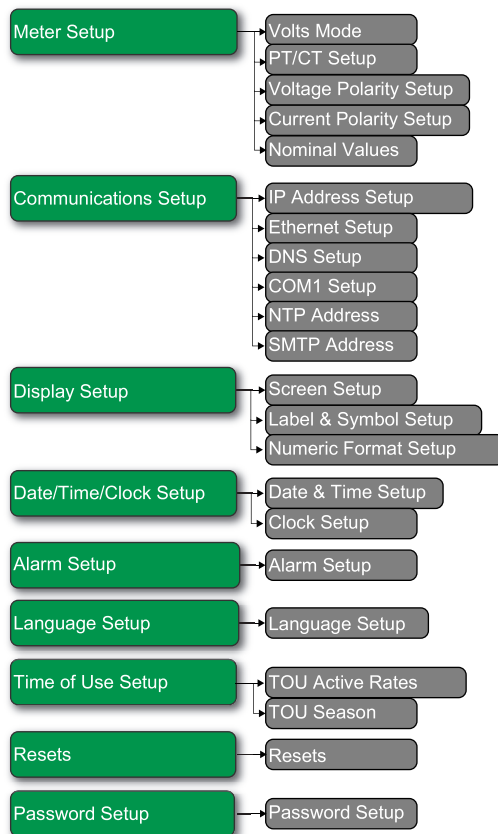 Meter Setup
Volts Mode
PT/CT Setup
Voltage Polarity Setup
Current Polarity Setup
Nominal Values
Communications Setup
IP Address Setup
Ethernet Setup
DNS Setup
COM1 Setup
NTP Address
SMTP Address
Display Setup
Screen Setup
Label & Symbol Setup
Numeric Format Setup
Date/Time/Clock Setup
Date & Time Setup
Clock Setup
Alarm Setup
Alarm Setup
Language Setup
Language Setup
Time of Use Setup
TOU Active Rates
TOU Season
Resets
Resets
Password Setup
Password Setup